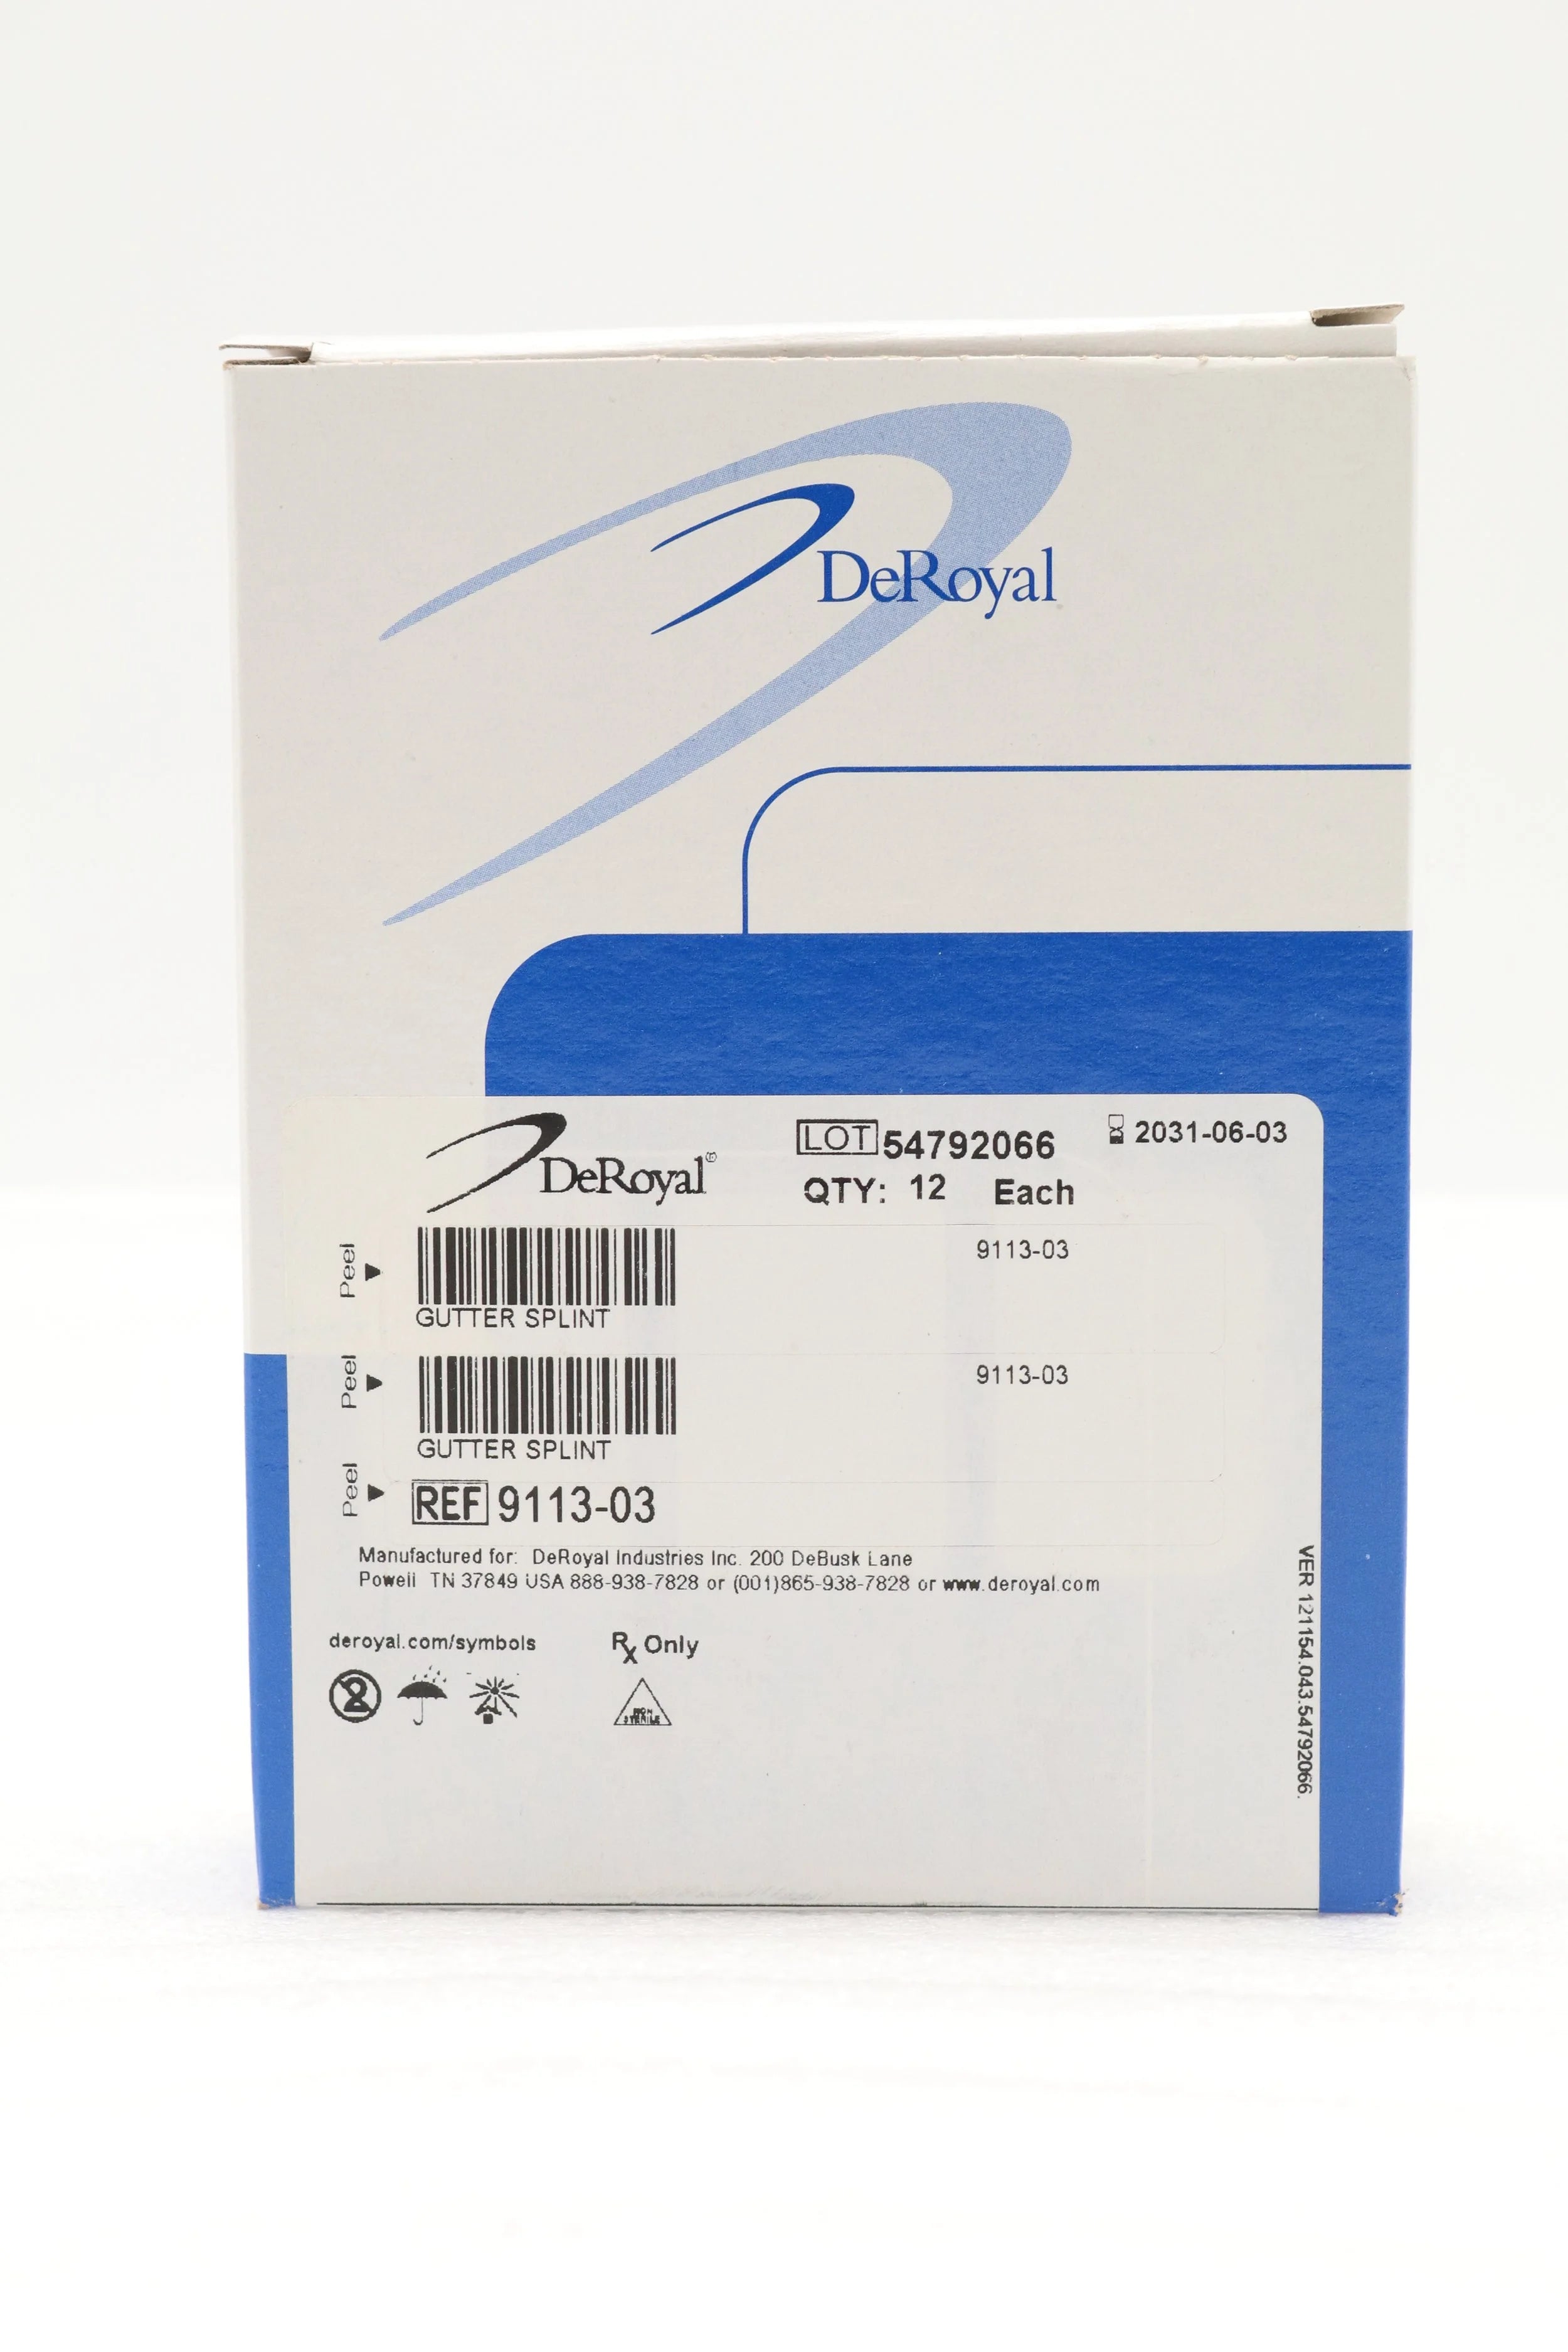 DeRoyal
DeRoyal®
LOT 54792066
2031-06-03
QTY: 12 Each
Peel
9113-03
GUTTER SPLINT
Peel
9113-03
GUTTER SPLINT
Peel
REF 9113-03
Manufactured for: DeRoyal Industries Inc. 200 DeBusk Lane
Powell TN 37849 USA 888-938-7828 or (001)865-938-7828 or www.deroyal.com
deroyal.com/symbols
Rx Only
2
NON
STERILE
VER 121154.043.54792066.